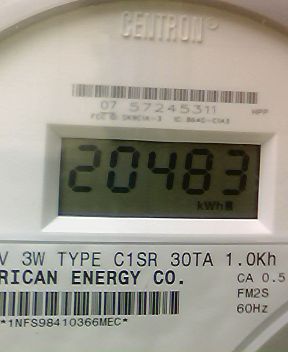 CENTRON®
07 57245311
20483
kWh
V 3W TYPE C1SR 30TA 1.0Kh
RICAN ENERGY CO. CA 0.5
FM2S
*1NFS98410366MEC* 60Hz